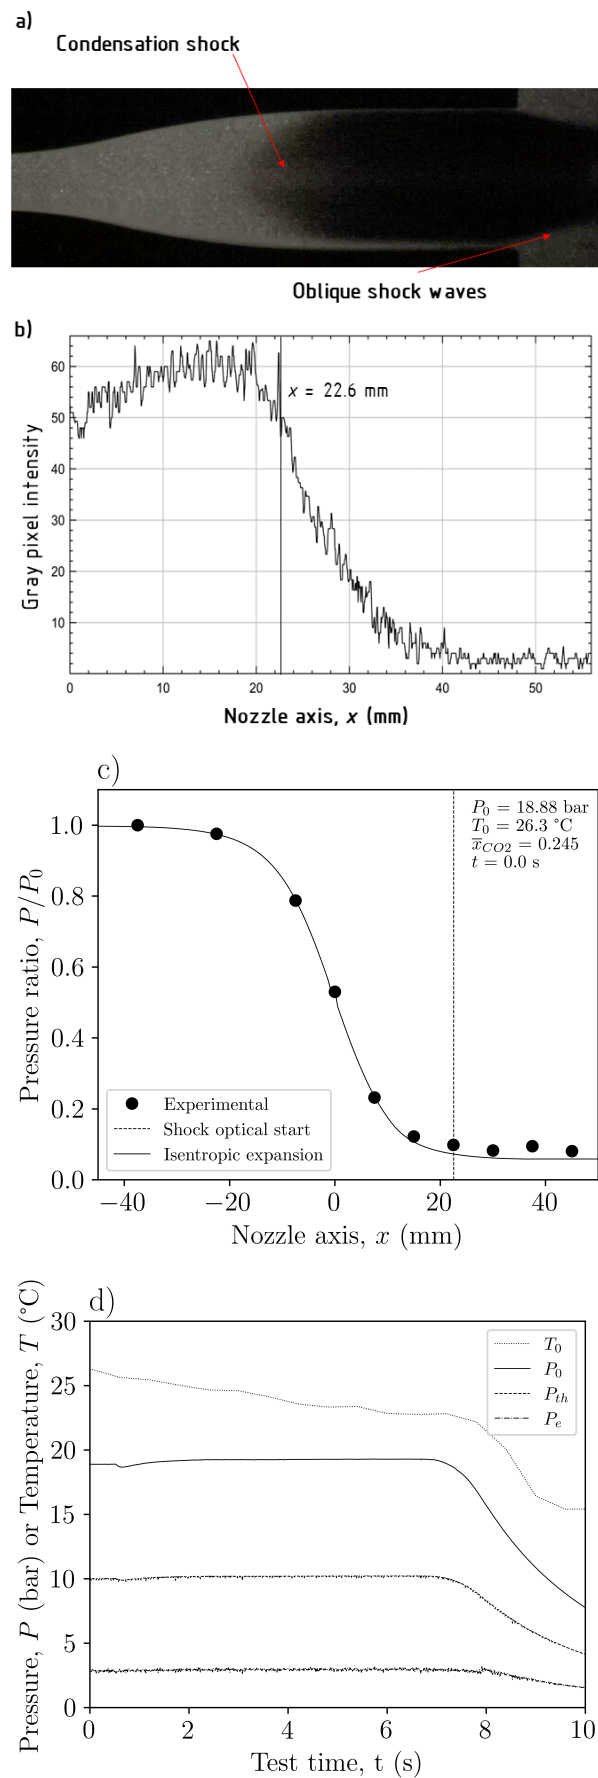 a)
Condensation shock
Oblique shock waves
b)
60
50
40
30
20
10
x = 22.6 mm
Gray pixel intensity
0
10
20
30
40
50
Nozzle axis, x (mm)
c)
1.0
0.8
0.6
0.4
0.2
0.0
Pressure ratio, P/P0
P0 = 18.88 bar
T0 = 26.3 °C
x̅CO2 = 0.245
t = 0.0 s
Experimental
Shock optical start
Isentropic expansion
−40
−20
0
20
40
Nozzle axis, x (mm)
d)
30
25
20
15
10
5
0
Pressure, P (bar) or Temperature, T (°C)
T0
P0
Pth
Pe
0
2
4
6
8
10
Test time, t (s)